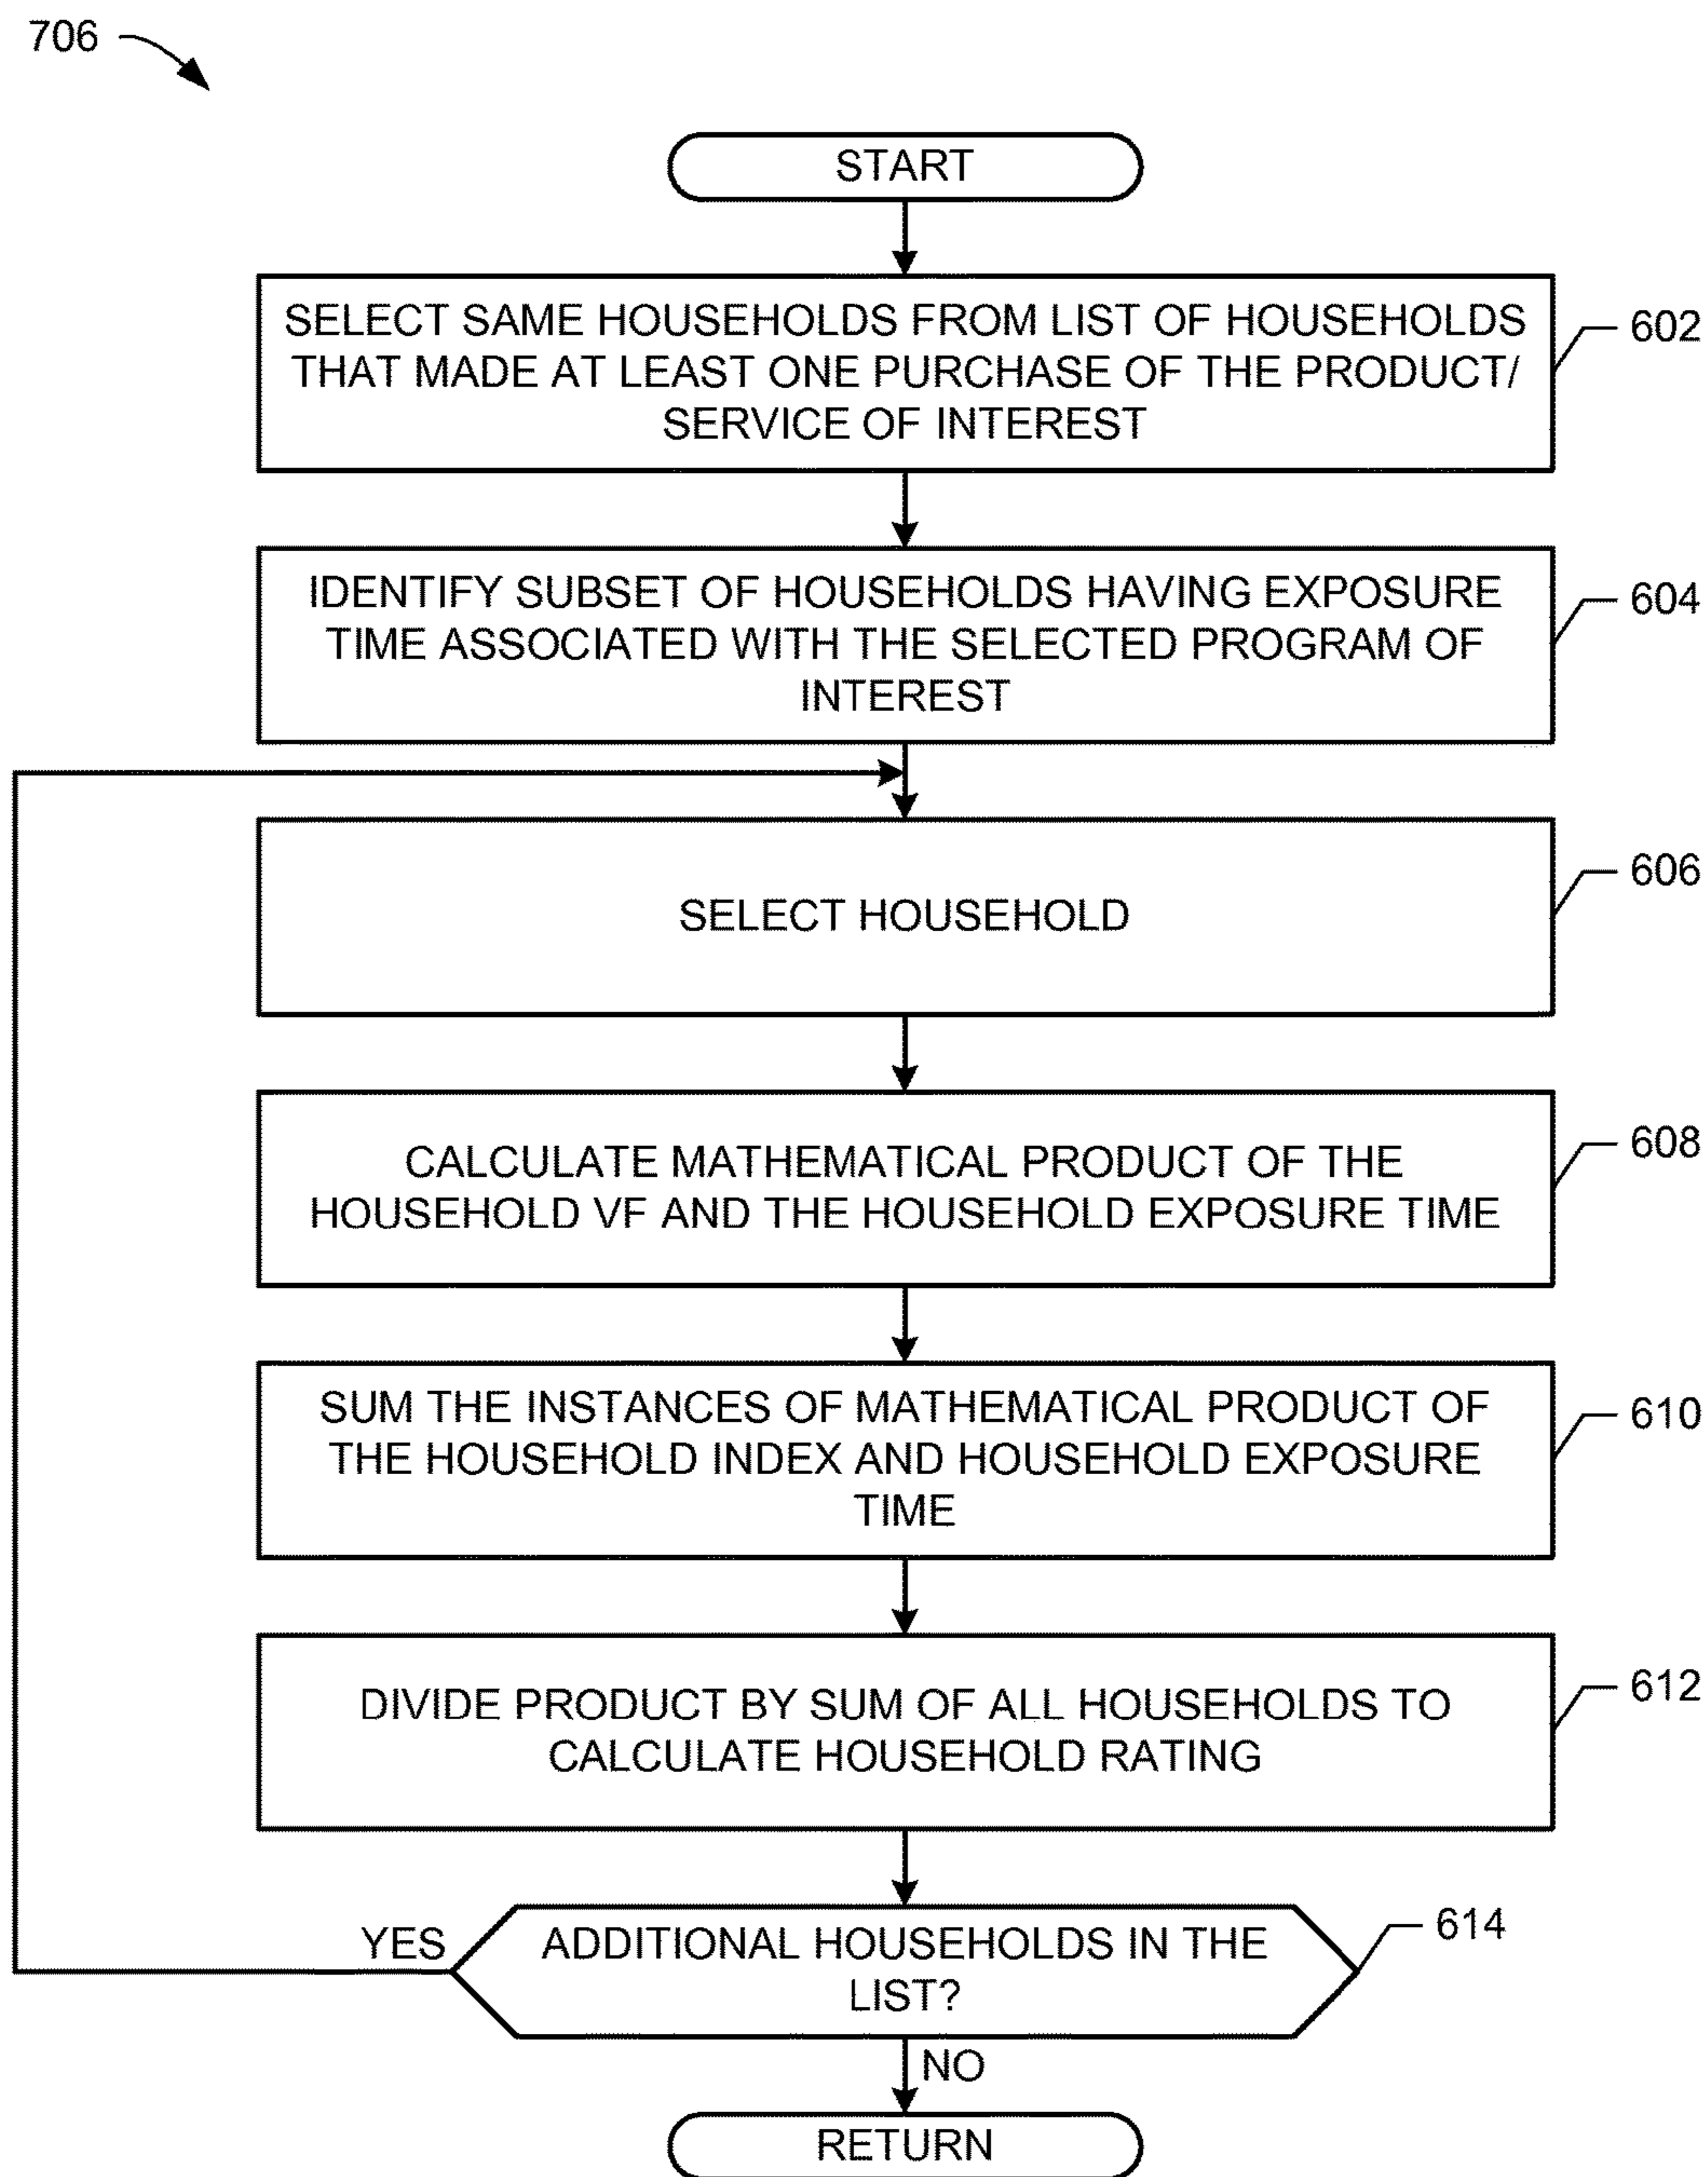 706
START
SELECT SAME HOUSEHOLDS FROM LIST OF HOUSEHOLDS
THAT MADE AT LEAST ONE PURCHASE OF THE PRODUCT/
SERVICE OF INTEREST
602
IDENTIFY SUBSET OF HOUSEHOLDS HAVING EXPOSURE
TIME ASSOCIATED WITH THE SELECTED PROGRAM OF
INTEREST
604
SELECT HOUSEHOLD
606
CALCULATE MATHEMATICAL PRODUCT OF THE
HOUSEHOLD VF AND THE HOUSEHOLD EXPOSURE TIME
608
SUM THE INSTANCES OF MATHEMATICAL PRODUCT OF
THE HOUSEHOLD INDEX AND HOUSEHOLD EXPOSURE
TIME
610
DIVIDE PRODUCT BY SUM OF ALL HOUSEHOLDS TO
CALCULATE HOUSEHOLD RATING
612
YES
ADDITIONAL HOUSEHOLDS IN THE
LIST?
614
NO
RETURN